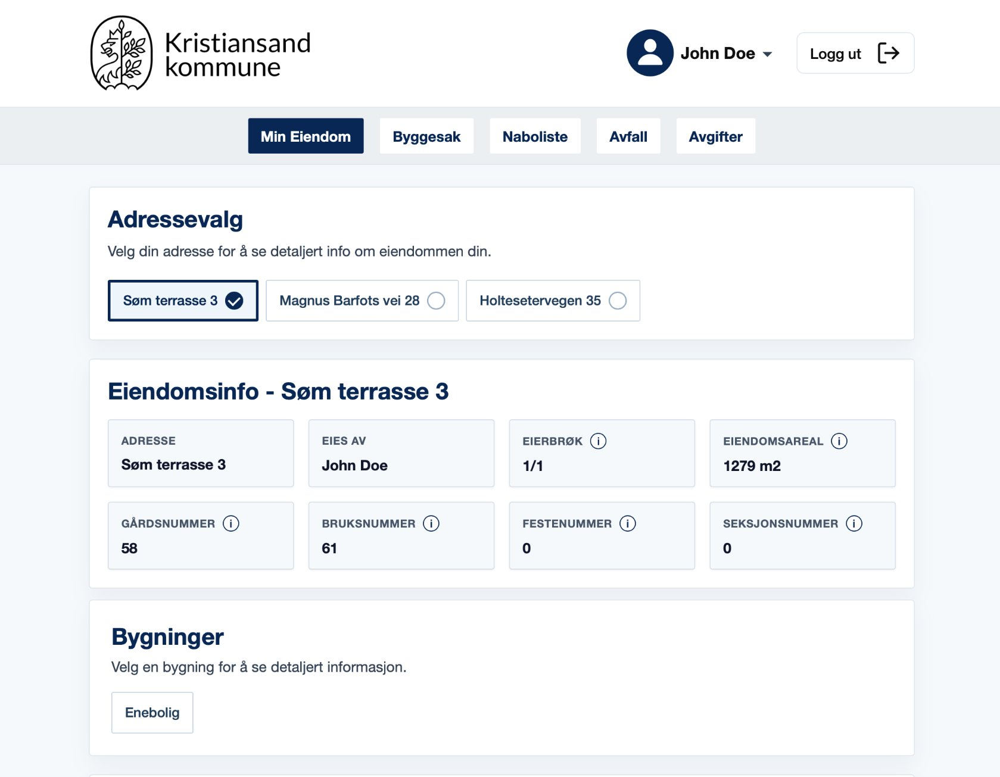 Kristiansand
kommune
John Doe
Logg ut
Min Eiendom
Byggesak
Naboliste
Avfall
Avgifter
Adressevalg
Velg din adresse for å se detaljert info om eiendommen din.
Søm terrasse 3
Magnus Barfots vei 28
Holtesetervegen 35
Eiendomsinfo - Søm terrasse 3
ADRESSE
Søm terrasse 3
EIES AV
John Doe
EIERBRØK
1/1
EIENDOMSAREAL
1279 m2
GÅRDSNUMMER
58
BRUKSNUMMER
61
FESTENUMMER
0
SEKSJONSNUMMER
0
Bygninger
Velg en bygning for å se detaljert informasjon.
Enebolig